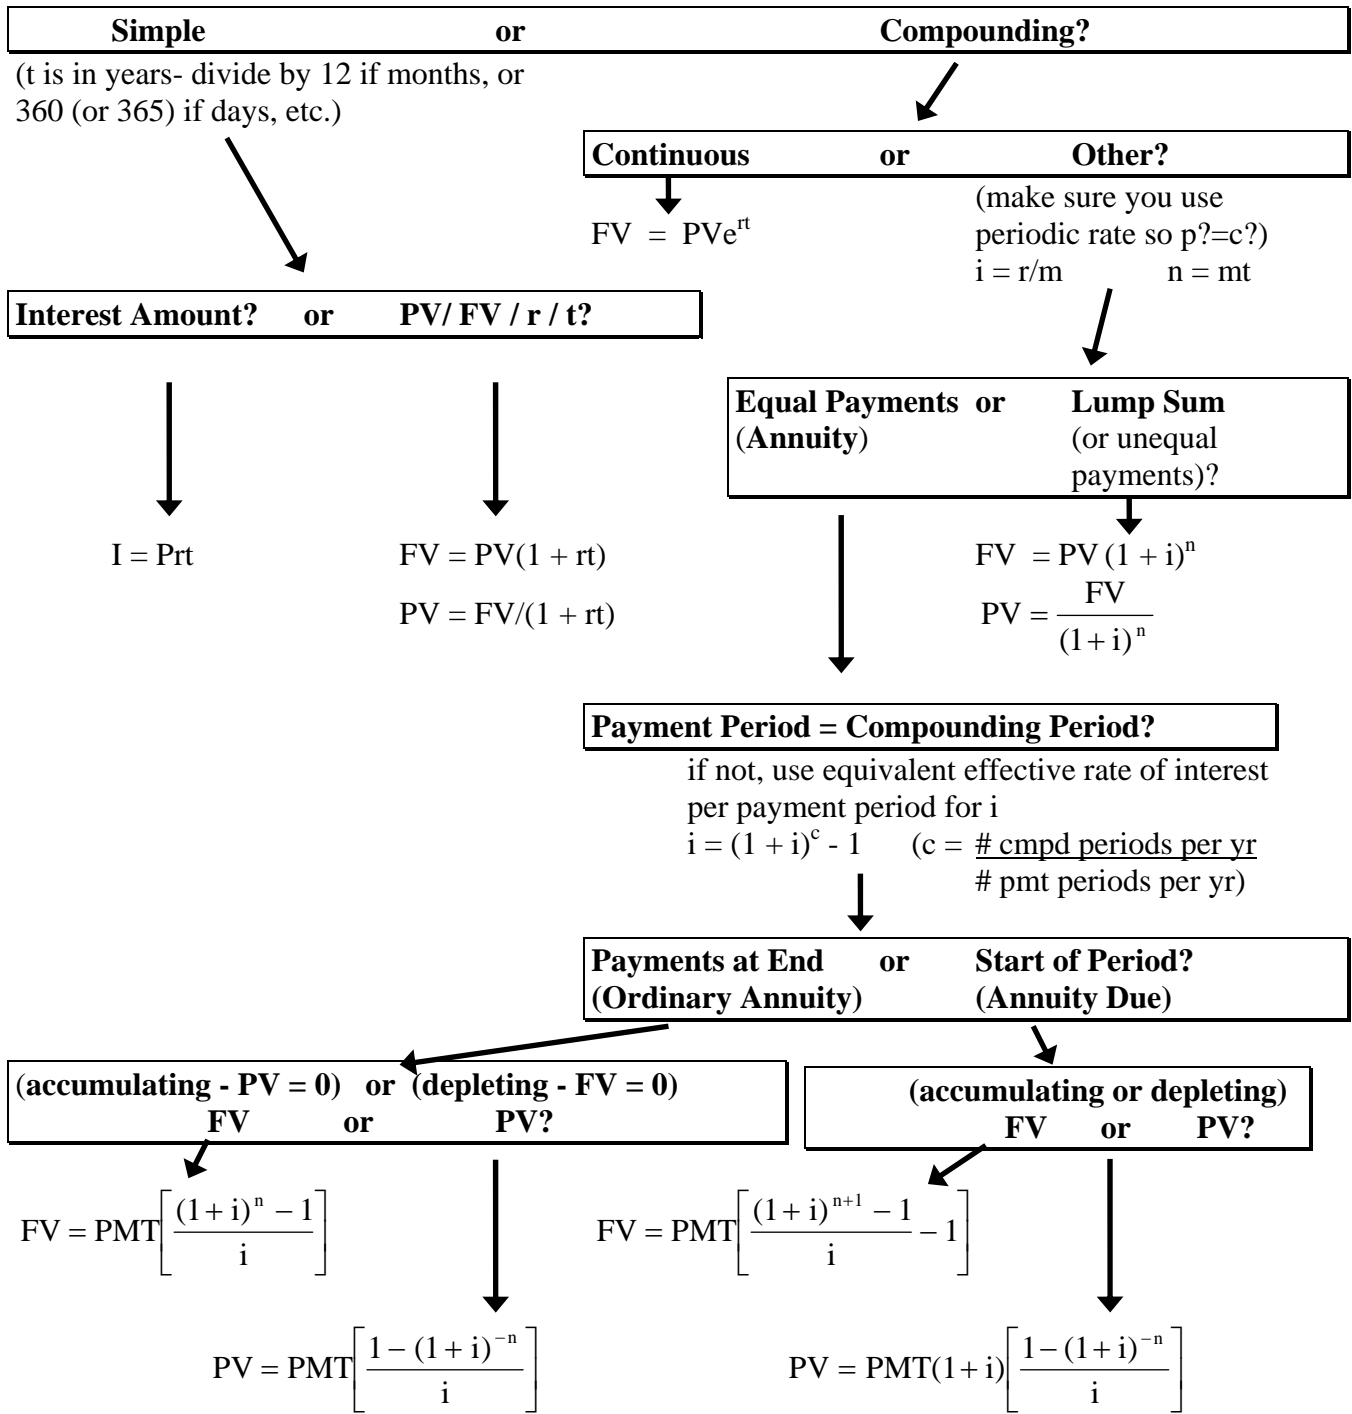 Simple or Compounding?
(t is in years- divide by 12 if months, or
360 (or 365) if days, etc.)
Continuous or Other?
FV = PVe^rt
(make sure you use
periodic rate so p?=c?)
i = r/m n = mt
Interest Amount? or PV/ FV / r / t?
Equal Payments or Lump Sum
(Annuity) (or unequal
payments)?
I = Prt
FV = PV(1 + rt)
PV = FV/(1 + rt)
FV = PV (1 + i)^n
PV = FV / (1 + i)^n
Payment Period = Compounding Period?
if not, use equivalent effective rate of interest
per payment period for i
i = (1 + i)^c - 1 (c = # cmpd periods per yr
# pmt periods per yr)
Payments at End or Start of Period?
(Ordinary Annuity) (Annuity Due)
(accumulating - PV = 0) or (depleting - FV = 0)
FV or PV?
(accumulating or depleting)
FV or PV?
FV = PMT[((1 + i)^n − 1) / i]
FV = PMT[((1 + i)^(n+1) − 1) / i − 1]
PV = PMT[(1 − (1 + i)^−n) / i]
PV = PMT(1 + i)[(1 − (1 + i)^−n) / i]